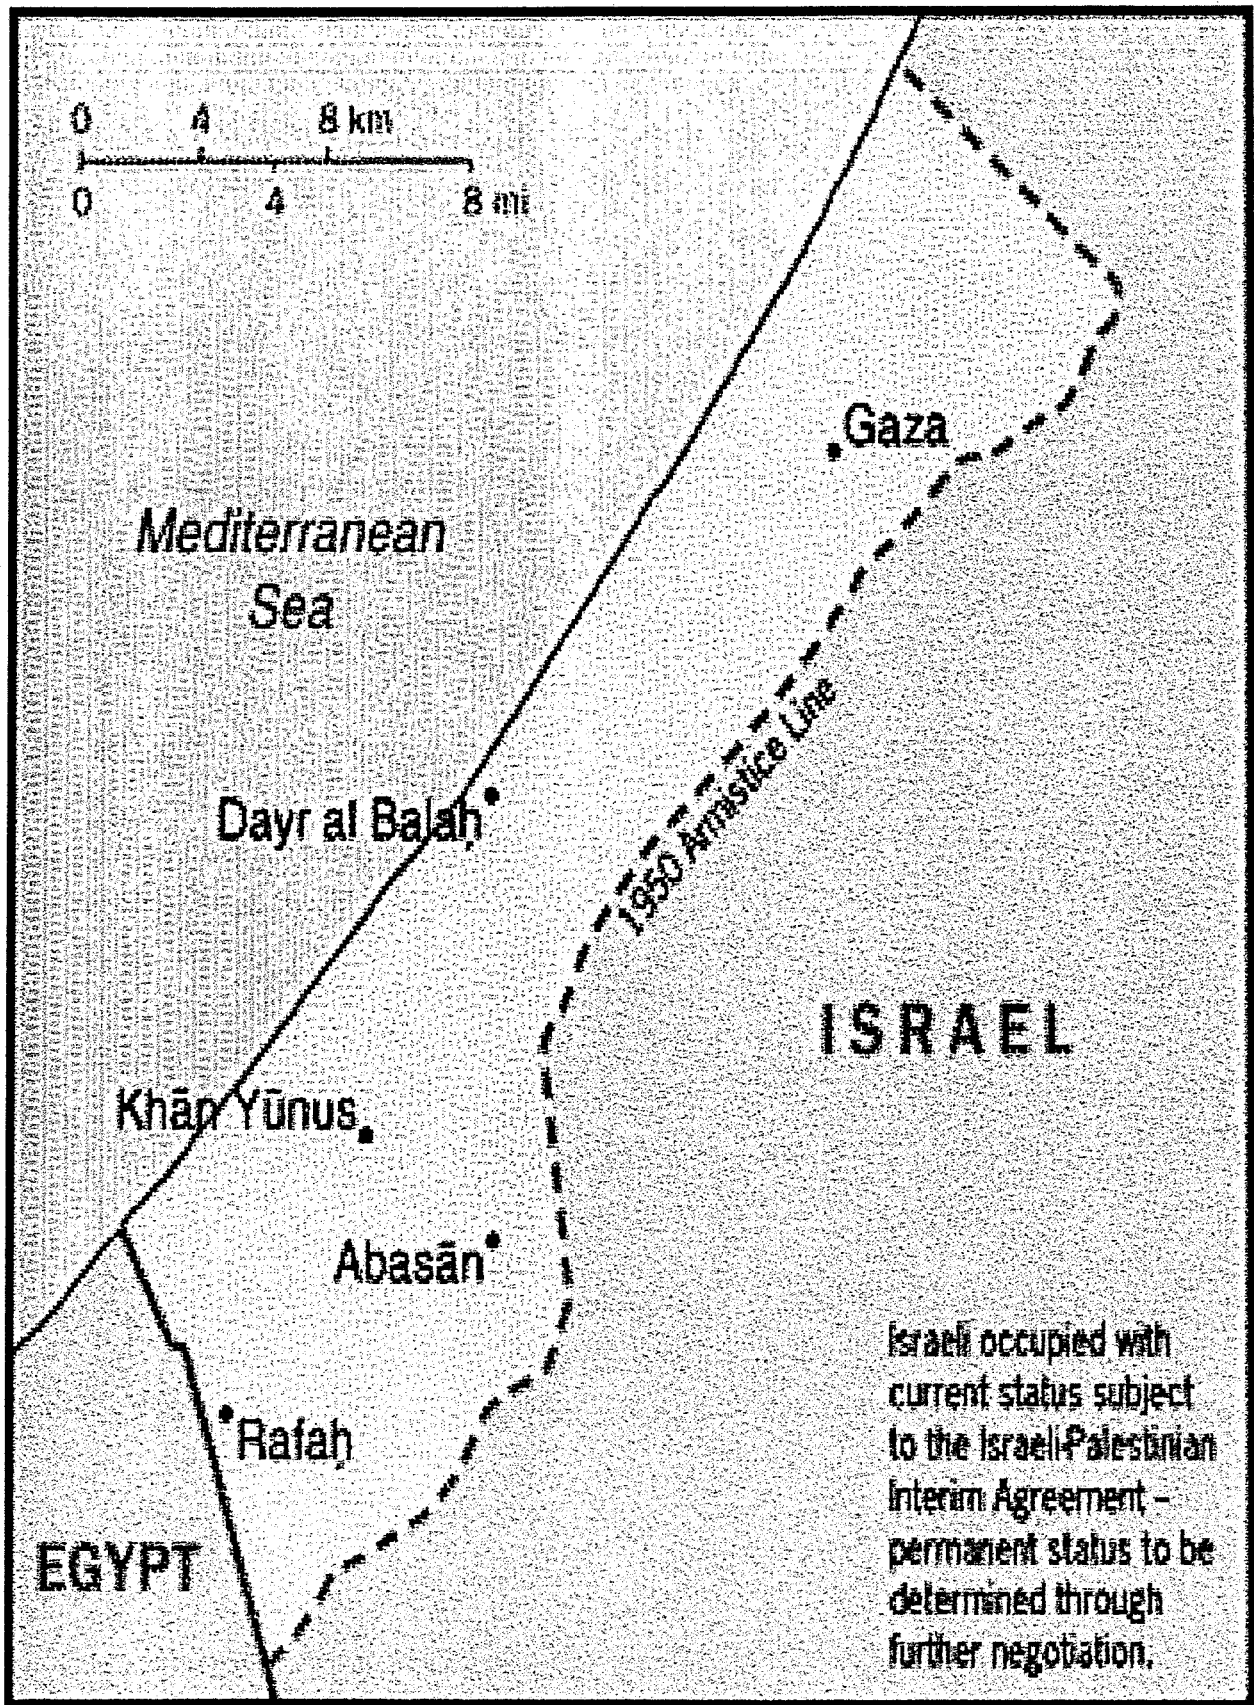 0 4 8 km
0 4 8 mi
Gaza
Mediterranean
Sea
1950 Armistice Line
Dayr al Balaḥ
ISRAEL
Khān Yūnus
Abasān
Rafaḥ
EGYPT
Israeli occupied with
current status subject
to the Israeli-Palestinian
Interim Agreement –
permanent status to be
determined through
further negotiation.